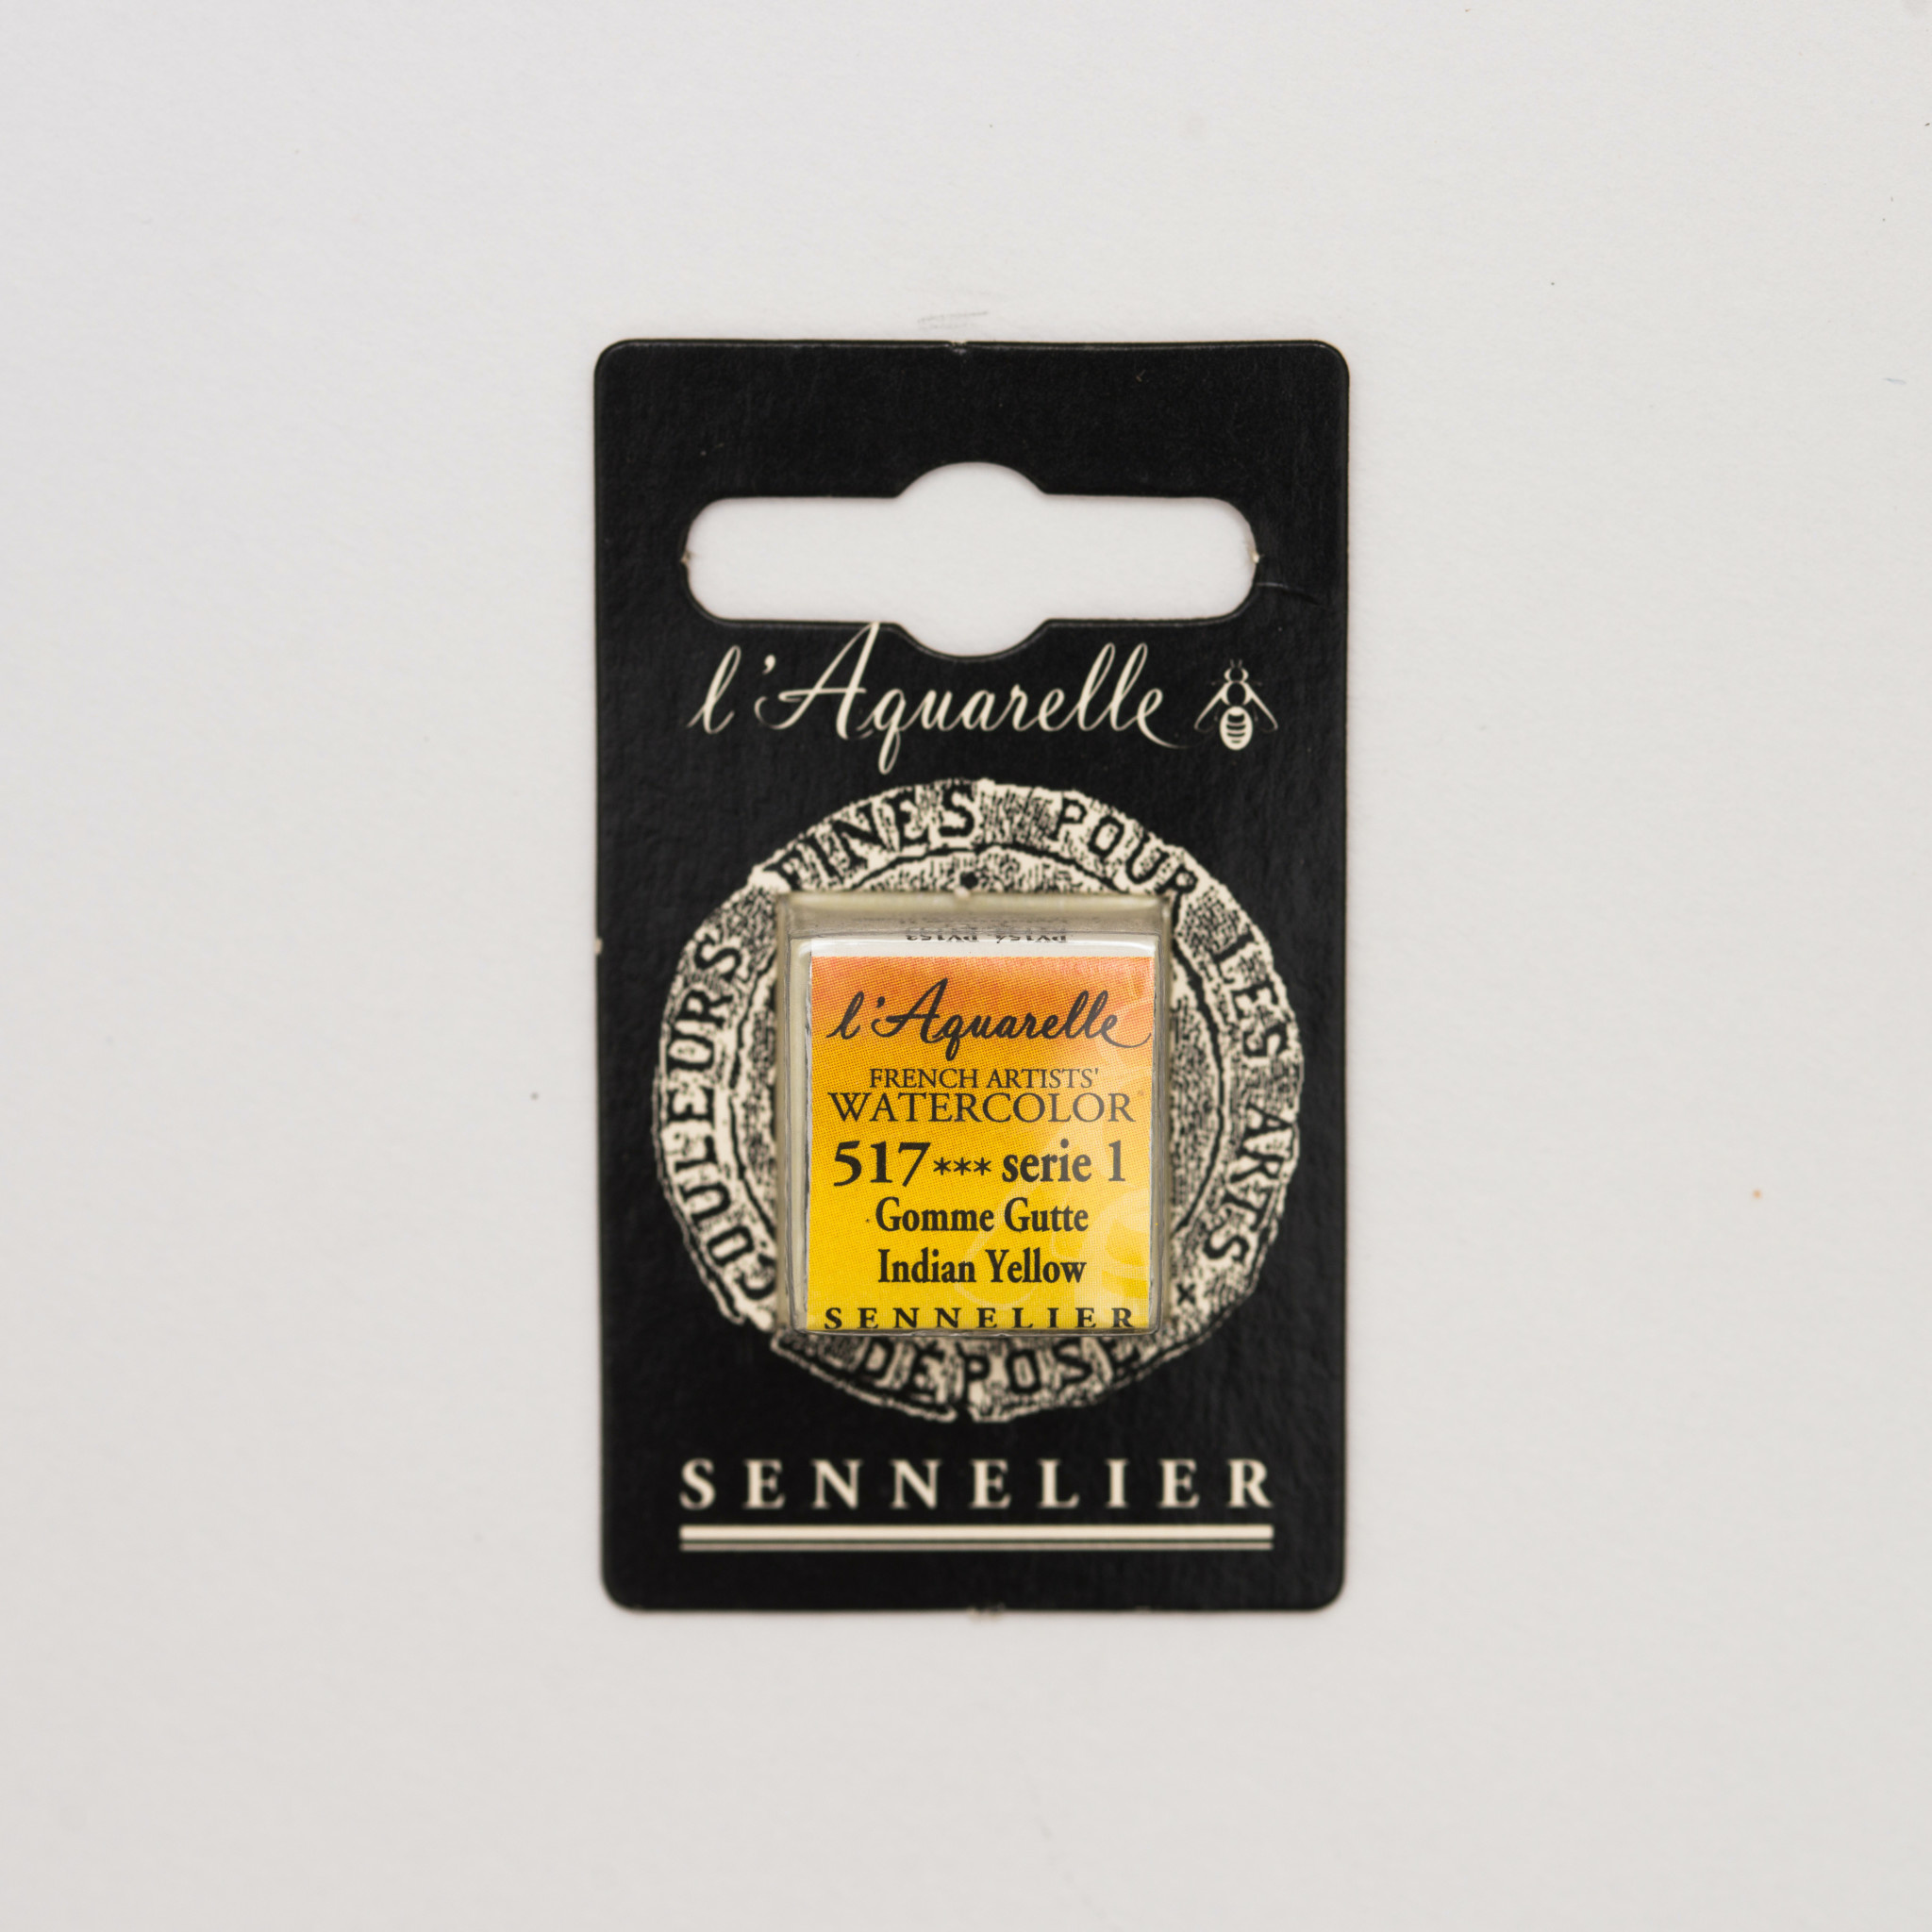 l'Aquarelle
COULEURS FINES POUR LES ARTS
DÉPOSÉ
l'Aquarelle
FRENCH ARTISTS'
WATERCOLOR
517*** serie 1
Gomme Gutte
Indian Yellow
SENNELIER
SENNELIER